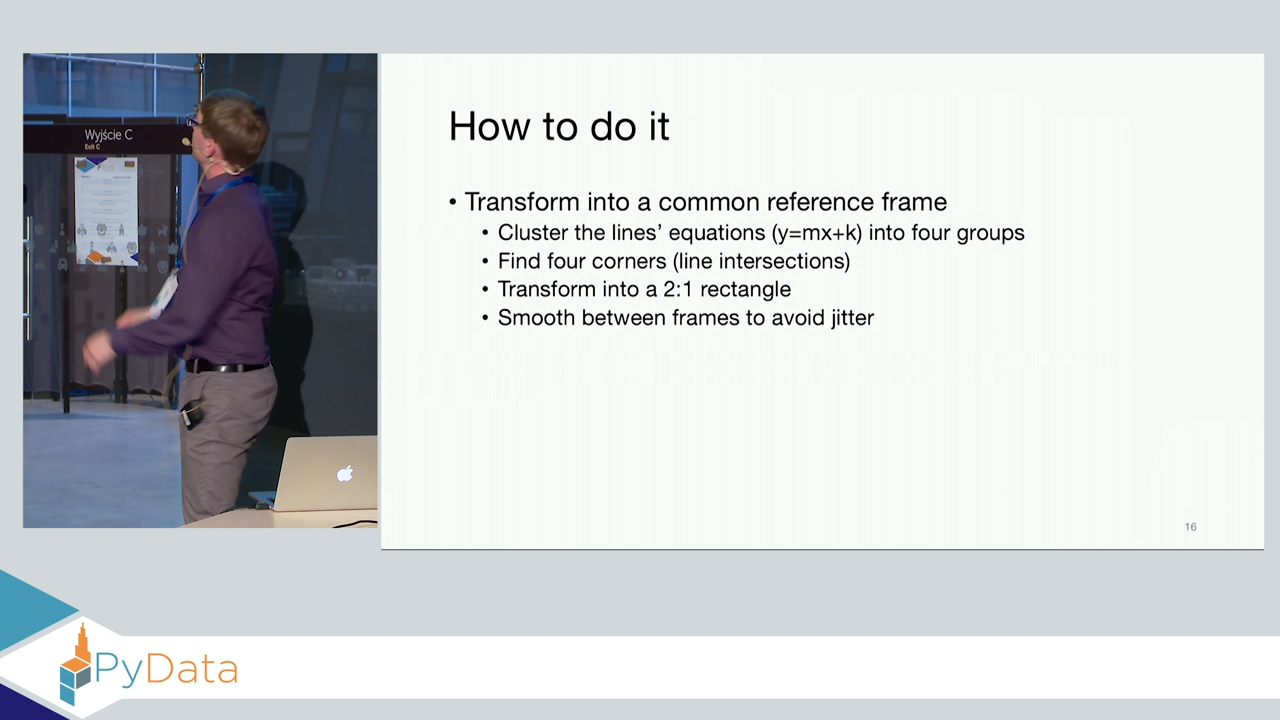 Wyjście C
Exit C
How to do it
• Transform into a common reference frame
• Cluster the lines’ equations (y=mx+k) into four groups
• Find four corners (line intersections)
• Transform into a 2:1 rectangle
• Smooth between frames to avoid jitter
16
PyData